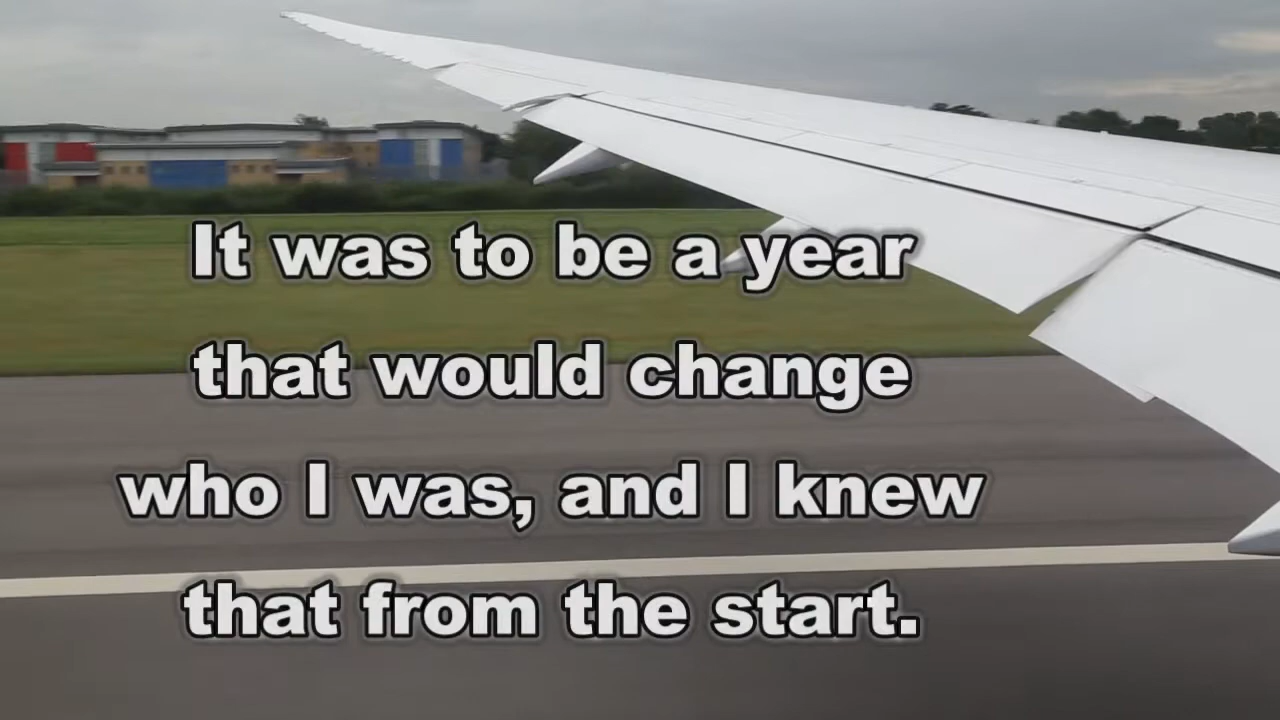 It was to be a year
that would change
who I was, and I knew
that from the start.